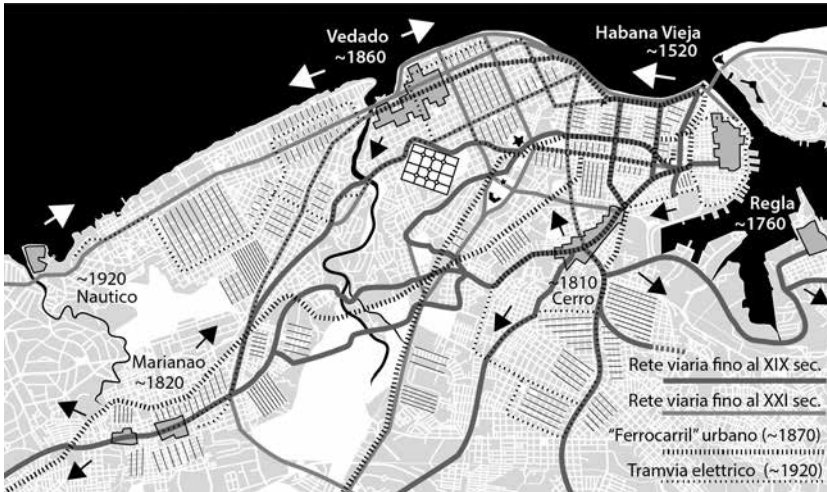 Vedado
~1860
Habana Vieja
~1520
Regla
~1760
~1920
Nautico
~1810
Cerro
Marianao
~1820
Rete viaria fino al XIX sec.
Rete viaria fino al XXI sec.
“Ferrocarril” urbano (~1870)
Tramvia elettrico (~1920)